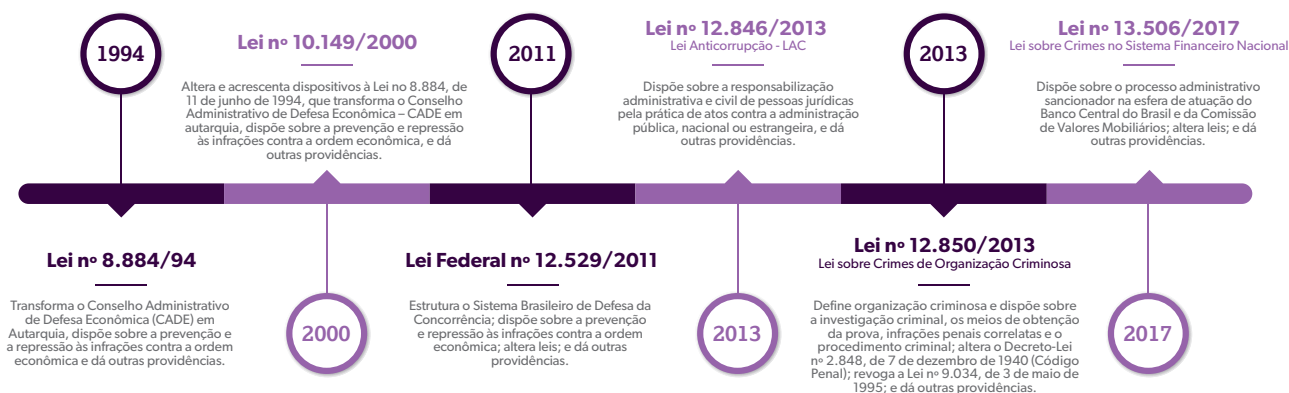 1994
Lei nº 8.884/94
Transforma o Conselho Administrativo
de Defesa Econômica (CADE) em
Autarquia, dispõe sobre a prevenção e
a repressão às infrações contra a ordem
econômica e dá outras providências.
Lei nº 10.149/2000
Altera e acrescenta dispositivos à Lei no 8.884, de
11 de junho de 1994, que transforma o Conselho
Administrativo de Defesa Econômica – CADE em
autarquia, dispõe sobre a prevenção e repressão
às infrações contra a ordem econômica, e dá
outras providências.
2000
2011
Lei Federal nº 12.529/2011
Estrutura o Sistema Brasileiro de Defesa da
Concorrência; dispõe sobre a prevenção
e repressão às infrações contra a ordem
econômica; altera leis; e dá outras
providências.
Lei nº 12.846/2013
Lei Anticorrupção - LAC
Dispõe sobre a responsabilização
administrativa e civil de pessoas jurídicas
pela prática de atos contra a administração
pública, nacional ou estrangeira, e dá
outras providências.
2013
2013
Lei nº 12.850/2013
Lei sobre Crimes de Organização Criminosa
Define organização criminosa e dispõe sobre
a investigação criminal, os meios de obtenção
da prova, infrações penais correlatas e o
procedimento criminal; altera o Decreto-Lei
nº 2.848, de 7 de dezembro de 1940 (Código
Penal); revoga a Lei nº 9.034, de 3 de maio de
1995; e dá outras providências.
Lei nº 13.506/2017
Lei sobre Crimes no Sistema Financeiro Nacional
Dispõe sobre o processo administrativo
sancionador na esfera de atuação do
Banco Central do Brasil e da Comissão
de Valores Mobiliários; altera leis; e dá
outras providências.
2017